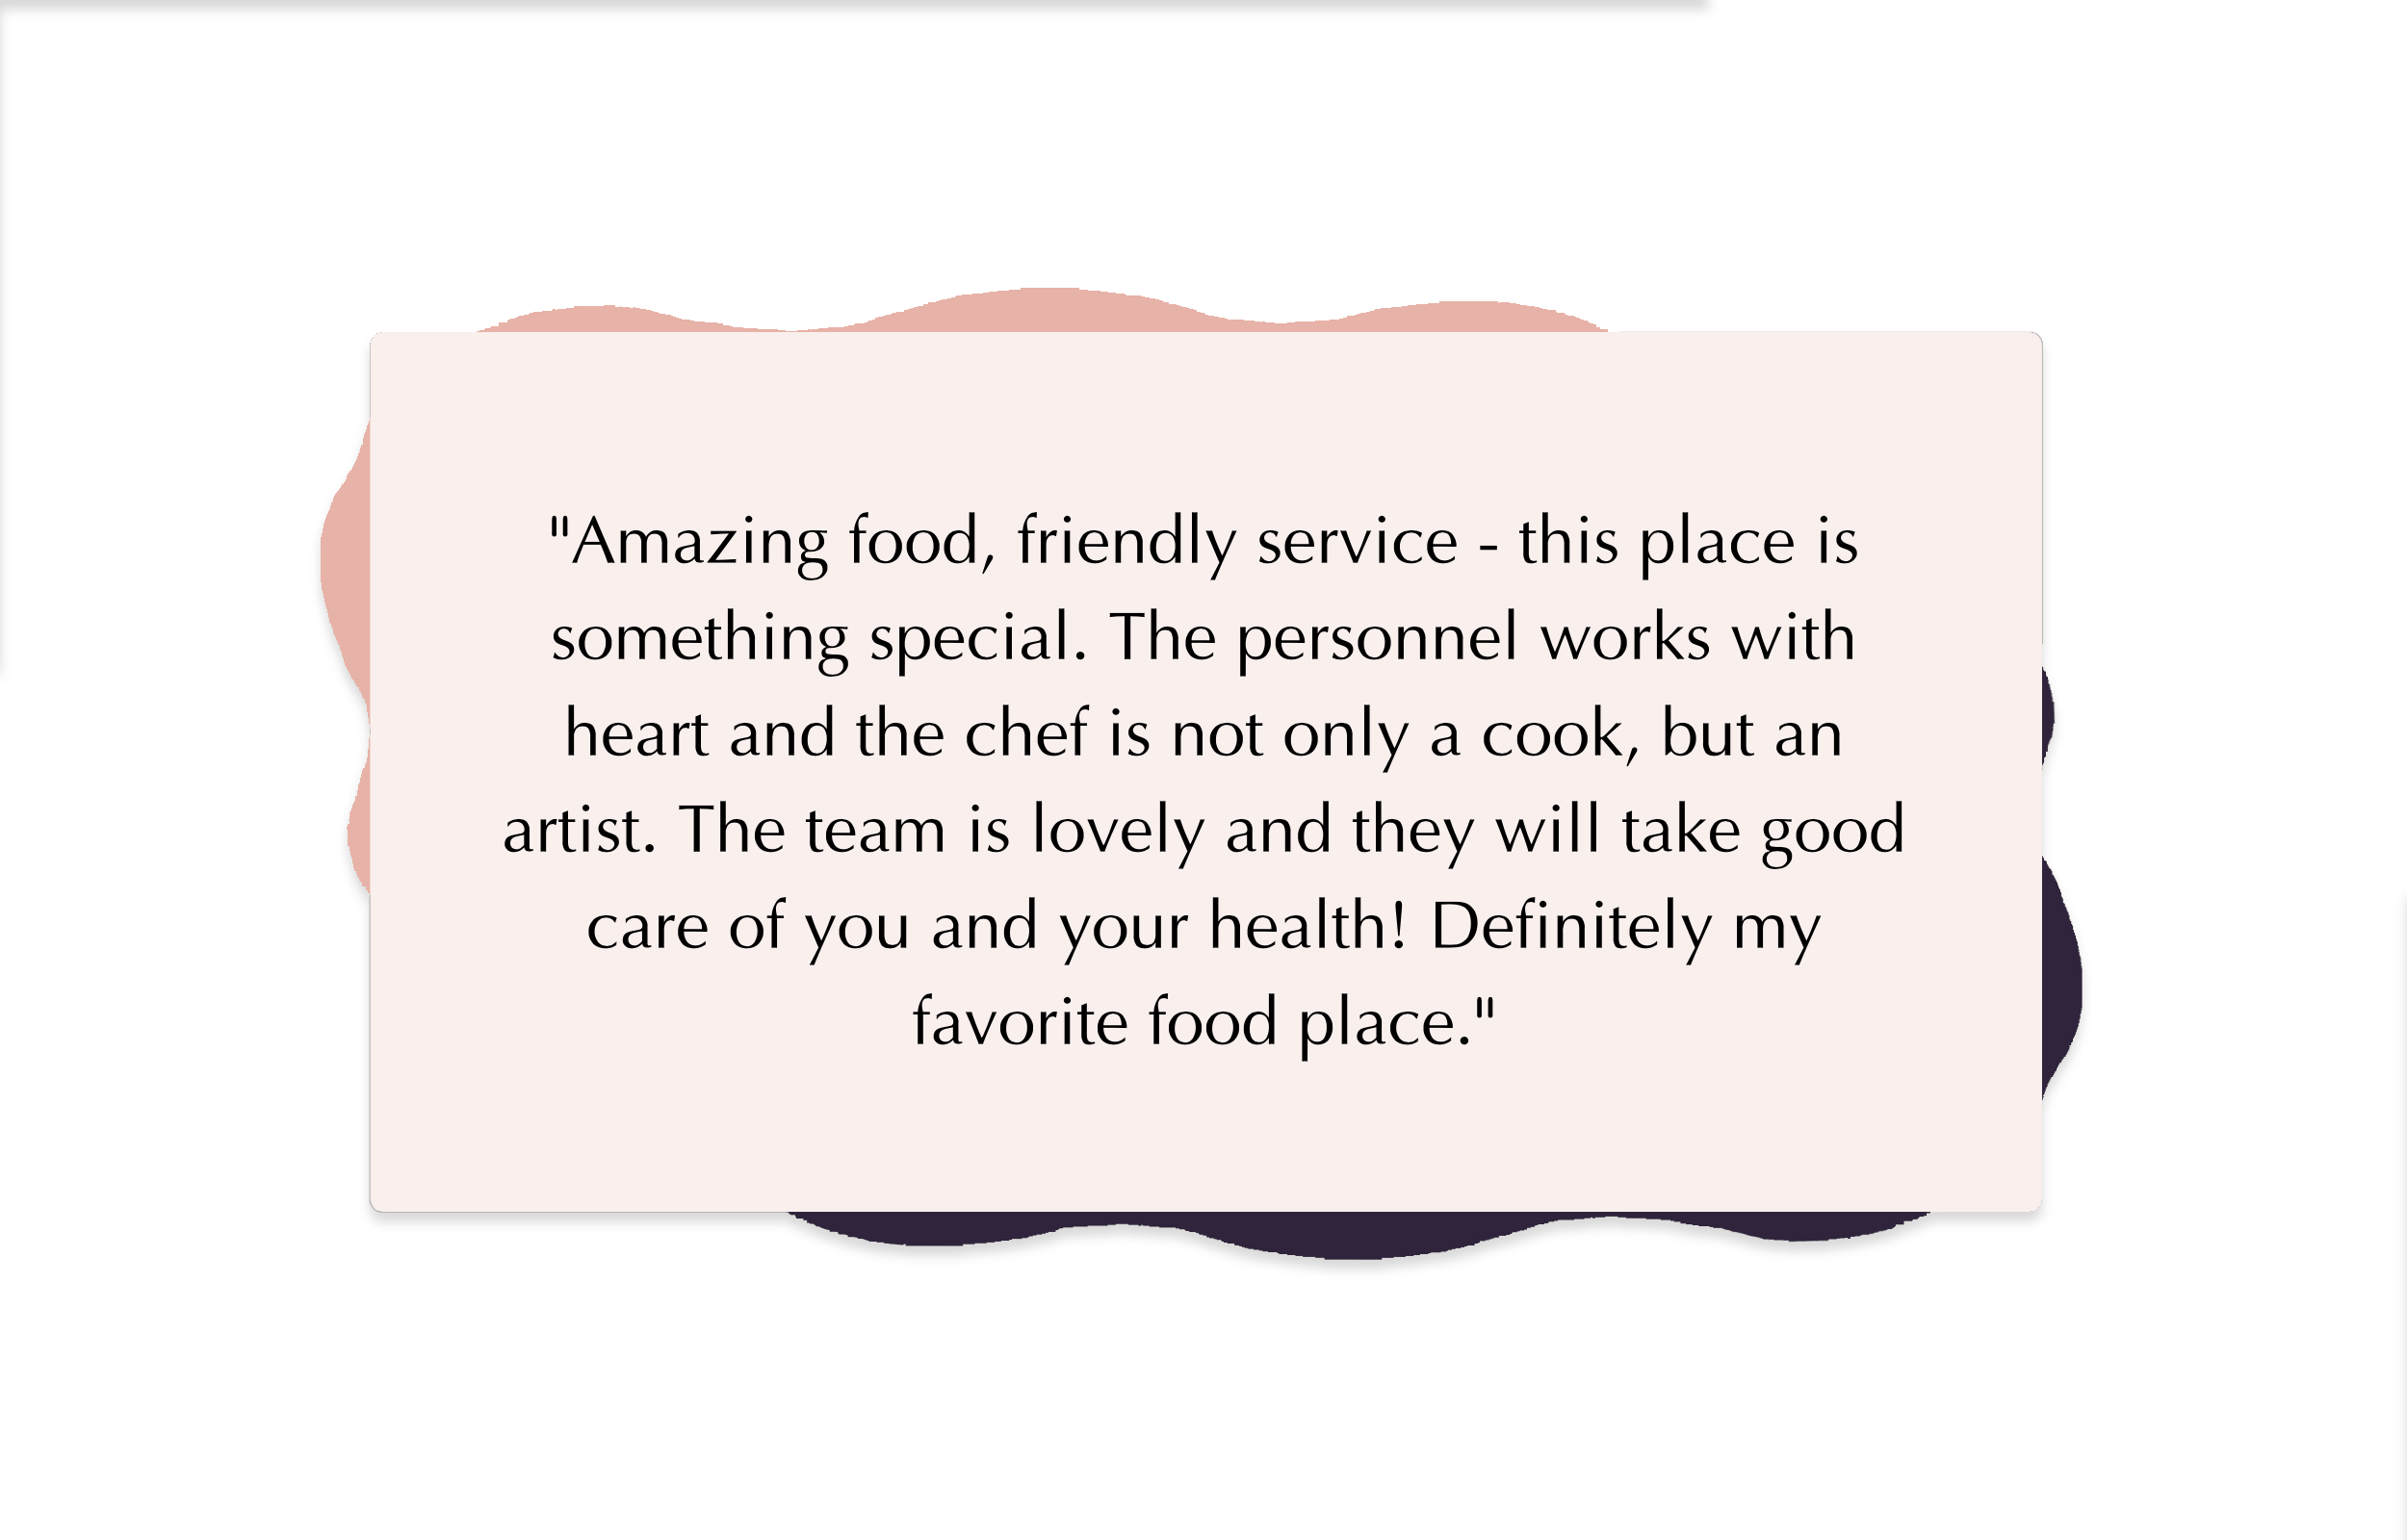 "Amazing food, friendly service - this place is
something special. The personnel works with
heart and the chef is not only a cook, but an
artist. The team is lovely and they will take good
care of you and your health! Definitely my
favorite food place."